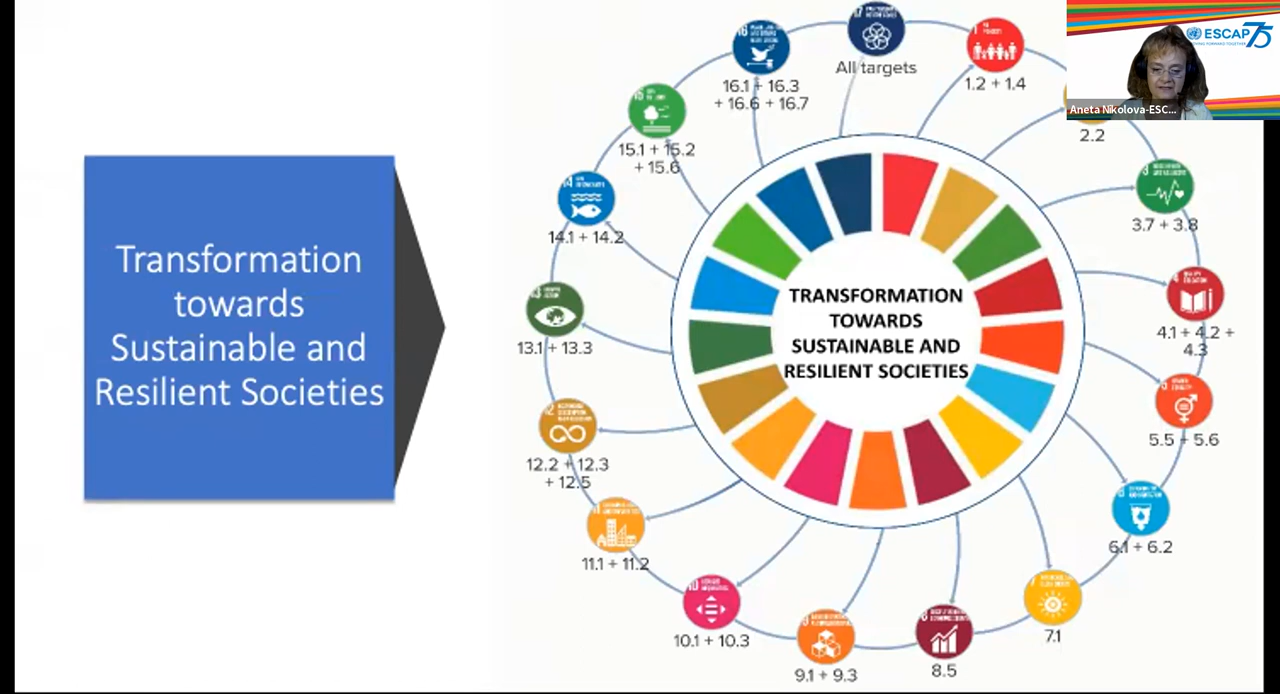 Transformation
towards
Sustainable and
Resilient Societies
TRANSFORMATION
TOWARDS
SUSTAINABLE AND
RESILIENT SOCIETIES
All targets
1.2 + 1.4
2.2
3.7 + 3.8
4.1 + 4.2 +
4.3
5.5 + 5.6
6.1 + 6.2
7.1
8.5
9.1 + 9.3
10.1 + 10.3
11.1 + 11.2
12.2 + 12.3
+ 12.5
13.1 + 13.3
14.1 + 14.2
15.1 + 15.2
+ 15.6
16.1 + 16.3
+ 16.6 + 16.7
ESCAP 75
Aneta Nikolova-ESC...